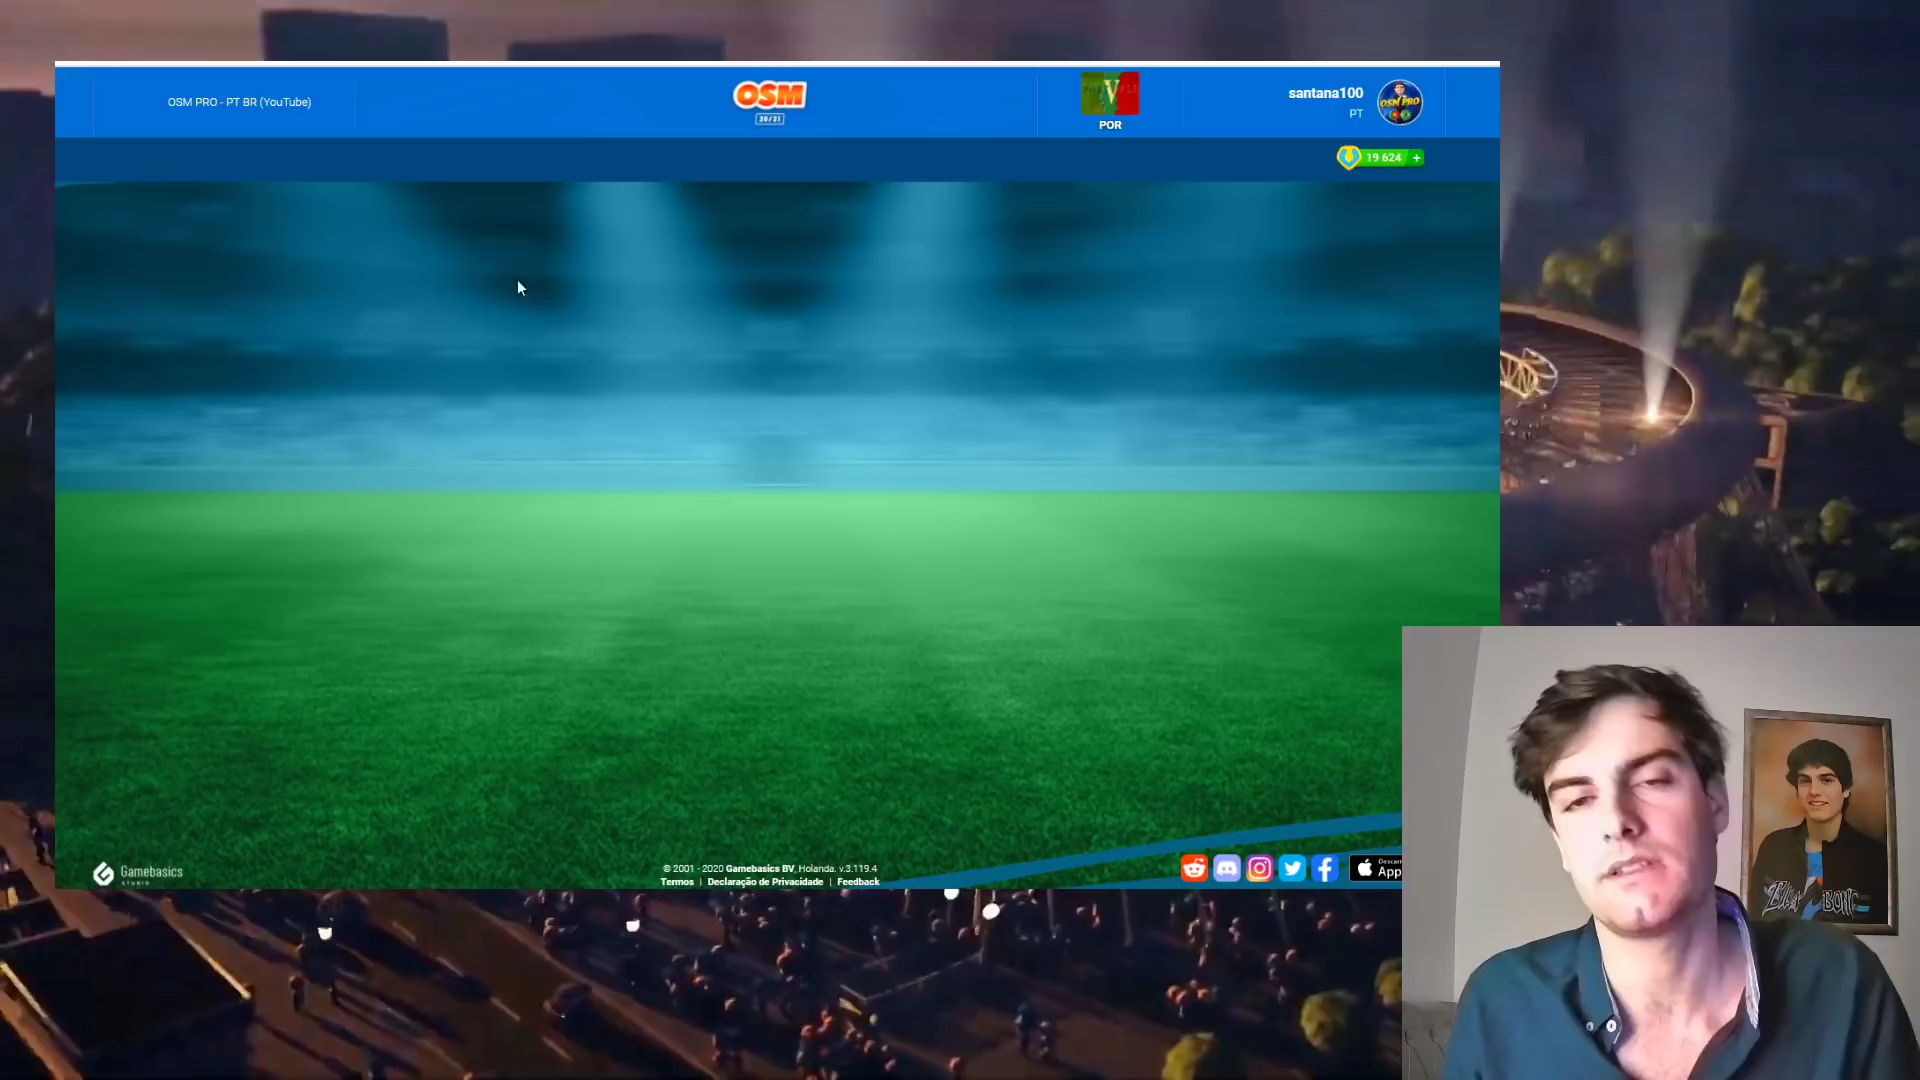 OSM PRO - PT BR (YouTube)
OSM
20/21
V
POR
santana100
PT
OSM PRO
19 624 +
Gamebasics
STUDIO
© 2001 - 2020 Gamebasics BV, Holanda. v.3.119.4
Termos | Declaração de Privacidade | Feedback
App